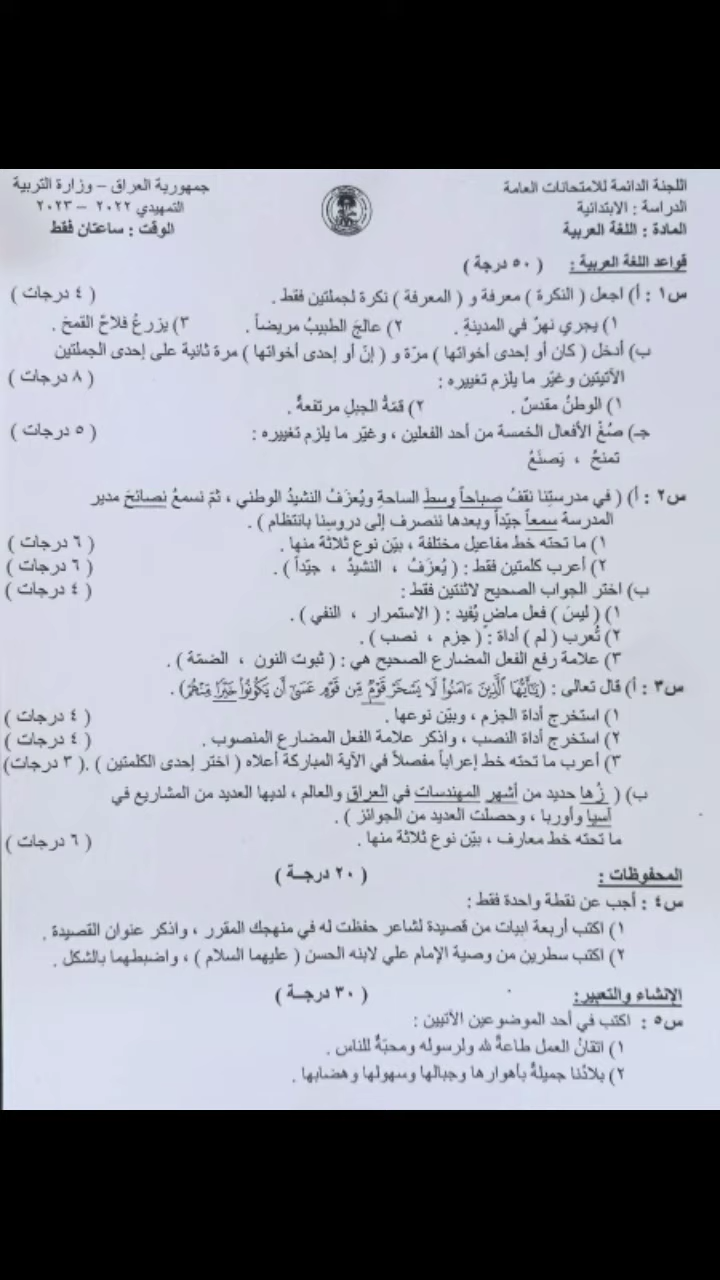 اللجنة الدائمة للامتحانات العامة
الدراسة : الابتدائية
المادة : اللغة العربية
جمهورية العراق – وزارة التربية
التمهيدي ٢٠٢٢ – ٢٠٢٣
الوقت : ساعتان فقط
قواعد اللغة العربية : ( ٥٠ درجة )
س١ : أ) اجعل ( النكرة ) معرفة و ( المعرفة ) نكرة لجملتين فقط . ( ٤ درجات )
١) يجري نهرٌ في المدينةِ . ٢) عالجَ الطبيبُ مريضاً . ٣) يزرعُ فلاحٌ القمحَ .
ب) أدخل ( كان أو إحدى أخواتها ) مرّة و ( إنّ أو إحدى أخواتها ) مرة ثانية على إحدى الجملتين
الآتيتين وغيّر ما يلزم تغييره : ( ٨ درجات )
١) الوطنُ مقدسٌ . ٢) قمّةُ الجبلِ مرتفعةٌ .
جـ) صُغْ الأفعال الخمسة من أحد الفعلين ، وغيّر ما يلزم تغييره : ( ٥ درجات )
تمنحُ ، يَصنَعُ
س٢ : أ) ( في مدرستِنا نقفُ صباحاً وسطَ الساحةِ ويُعزَفُ النشيدُ الوطني ، ثمّ نسمعُ نصائحَ مدير
المدرسة سمعاً جيّداً وبعدها ننصرف إلى دروسِنا بانتظام ) .
١) ما تحته خط مفاعيل مختلفة ، بيّن نوع ثلاثة منها . ( ٦ درجات )
٢) أعرب كلمتين فقط : ( يُعزَفُ ، النشيدُ ، جيّداً ) . ( ٦ درجات )
ب) اختر الجواب الصحيح لاثنتين فقط : ( ٤ درجات )
١) ( ليسَ ) فعل ماضٍ يُفيد : ( الاستمرار ، النفي ) .
٢) تُعرب ( لم ) أداة : ( جزم ، نصب ) .
٣) علامة رفع الفعل المضارع الصحيح هي : ( ثبوت النون ، الضمّة ) .
س٣ : أ) قال تعالى : (يَٰٓأَيُّهَا ٱلَّذِينَ ءَامَنُوا۟ لَا يَسْخَرْ قَوْمٌ مِّن قَوْمٍ عَسَىٰٓ أَن يَكُونُوا۟ خَيْرًا مِّنْهُمْ) .
١) استخرج أداة الجزم ، وبيّن نوعها . ( ٤ درجات )
٢) استخرج أداة النصب ، واذكر علامة الفعل المضارع المنصوب . ( ٤ درجات )
٣) أعرب ما تحته خط إعراباً مفصلاً في الآية المباركة أعلاه ( اختر إحدى الكلمتين ) . ( ٣ درجات )
ب) ( زُها حديد من أشهر المهندسات في العراق والعالم ، لديها العديد من المشاريع في
آسيا وأوربا ، وحصلت العديد من الجوائز ) .
ما تحته خط معارف ، بيّن نوع ثلاثة منها . ( ٦ درجات )
المحفوظات : ( ٢٠ درجـة )
س٤ : أجب عن نقطة واحدة فقط :
١) اكتب أربعة ابيات من قصيدة لشاعر حفظت له في منهجك المقرر ، واذكر عنوان القصيدة .
٢) اكتب سطرين من وصية الإمام علي لابنه الحسن ( عليهما السلام ) ، واضبطهما بالشكل .
الإنشاء والتعبير: ( ٣٠ درجـة )
س٥ : اكتب في أحد الموضوعين الآتيين :
١) اتقانُ العمل طاعةٌ لله ولرسوله ومحبّةٌ للناس .
٢) بلادُنا جميلةٌ بأهوارها وجبالها وسهولها وهضابها .